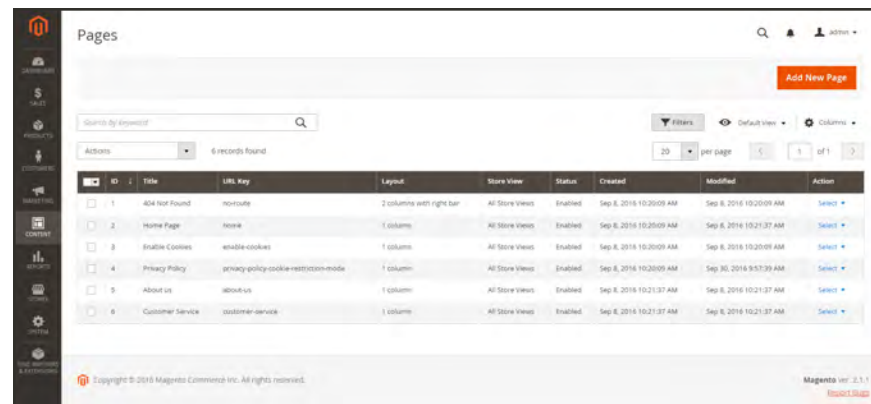 Pages
admin
DASHBOARD
Add New Page
SALES
Search by keyword
Filters
Default View
Columns
PRODUCTS
Actions
6 records found
20
per page
1
of 1
CUSTOMERS
ID Title URL Key Layout Store View Status Created Modified Action
MARKETING
1 404 Not Found no-route 2 columns with right bar All Store Views Enabled Sep 8, 2016 10:20:09 AM Sep 8, 2016 10:20:09 AM Select
CONTENT
2 Home Page home 1 column All Store Views Enabled Sep 8, 2016 10:20:09 AM Sep 8, 2016 10:21:37 AM Select
3 Enable Cookies enable-cookies 1 column All Store Views Enabled Sep 8, 2016 10:20:09 AM Sep 8, 2016 10:20:09 AM Select
REPORTS
4 Privacy Policy privacy-policy-cookie-restriction-mode 1 column All Store Views Enabled Sep 8, 2016 10:20:09 AM Sep 30, 2016 9:57:39 AM Select
STORES
5 About us about-us 1 column All Store Views Enabled Sep 8, 2016 10:21:37 AM Sep 8, 2016 10:21:37 AM Select
6 Customer Service customer-service 1 column All Store Views Enabled Sep 8, 2016 10:21:37 AM Sep 8, 2016 10:21:37 AM Select
SYSTEM
FIND PARTNERS
& EXTENSIONS
Copyright © 2016 Magento Commerce Inc. All rights reserved.
Magento ver. 2.1.1
Report Bugs